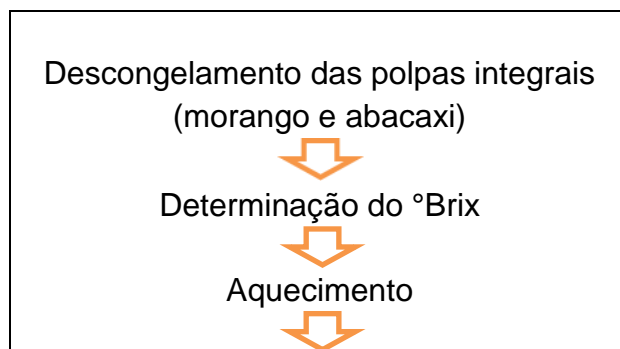 Descongelamento das polpas integrais
(morango e abacaxi)
Determinação do °Brix
Aquecimento